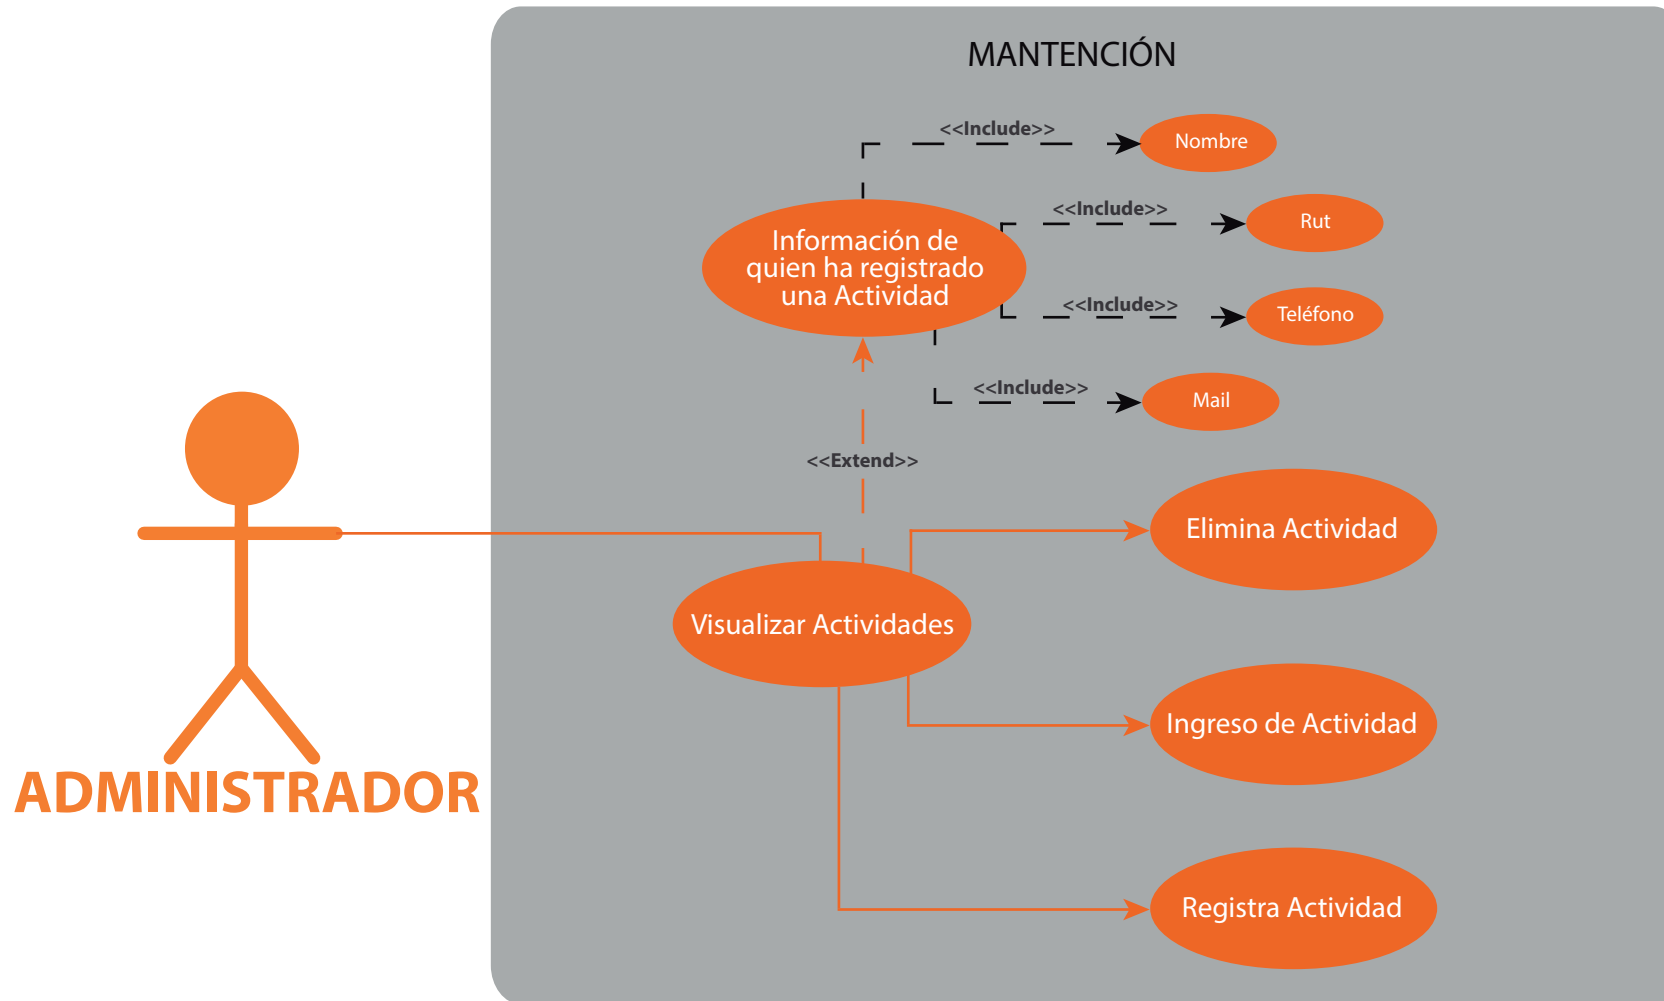 MANTENCIÓN
<<Include>>
Nombre
<<Include>>
Rut
Información de
quien ha registrado
una Actividad
<<Include>>
Teléfono
<<Include>>
Mail
<<Extend>>
Elimina Actividad
Visualizar Actividades
Ingreso de Actividad
ADMINISTRADOR
Registra Actividad